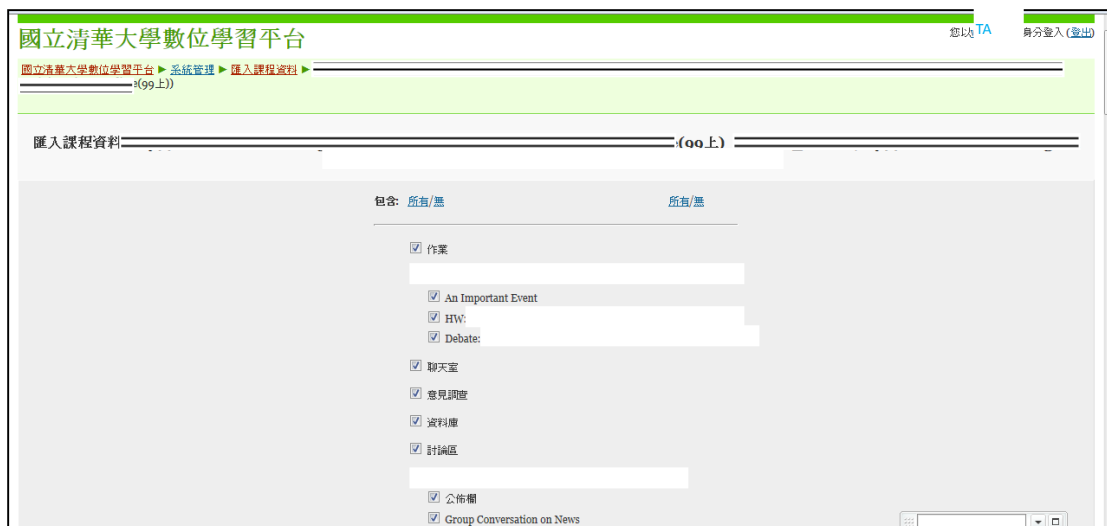 國立清華大學數位學習平台
您以 TA 身分登入 (登出)
國立清華大學數位學習平台 ► 系統管理 ► 匯入課程資料 ►
(99上))
匯入課程資料 (99上)
包含: 所有/無 所有/無
作業
An Important Event
HW:
Debate:
聊天室
意見調查
資料庫
討論區
公佈欄
Group Conversation on News